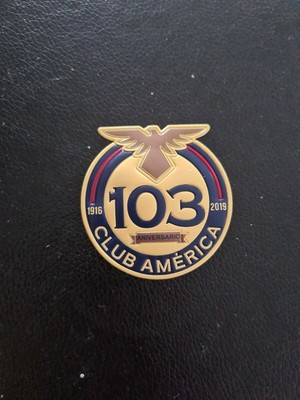 103
1916 2019
ANIVERSARIO
CLUB AMÉRICA